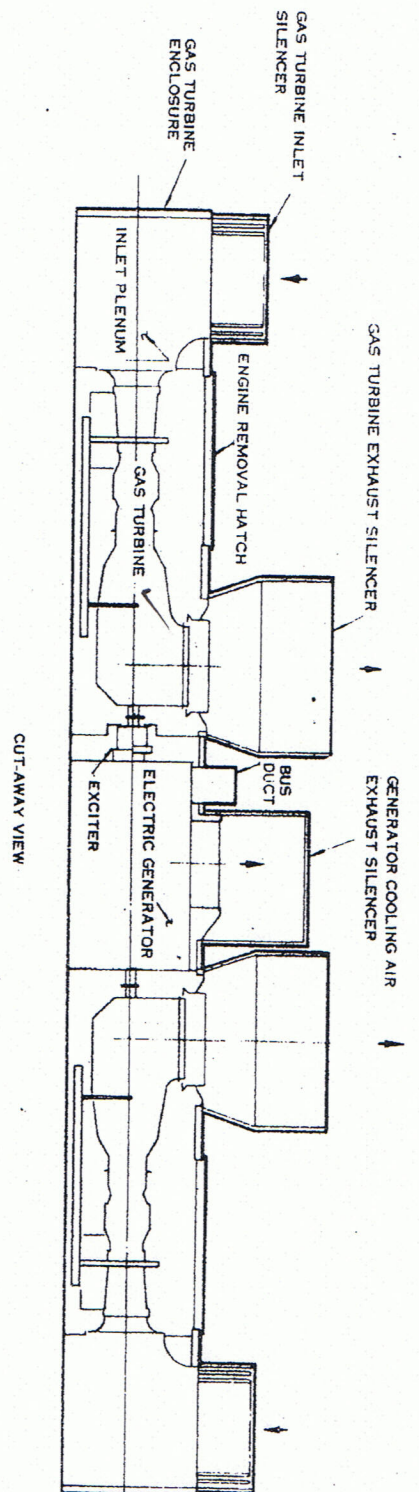 GAS TURBINE INLET
SILENCER
GAS TURBINE
ENCLOSURE
INLET PLENUM
ENGINE REMOVAL HATCH
GAS TURBINE
GAS TURBINE EXHAUST SILENCER
EXCITER
BUS
DUCT
ELECTRIC GENERATOR
GENERATOR COOLING AIR
EXHAUST SILENCER
CUT-AWAY VIEW